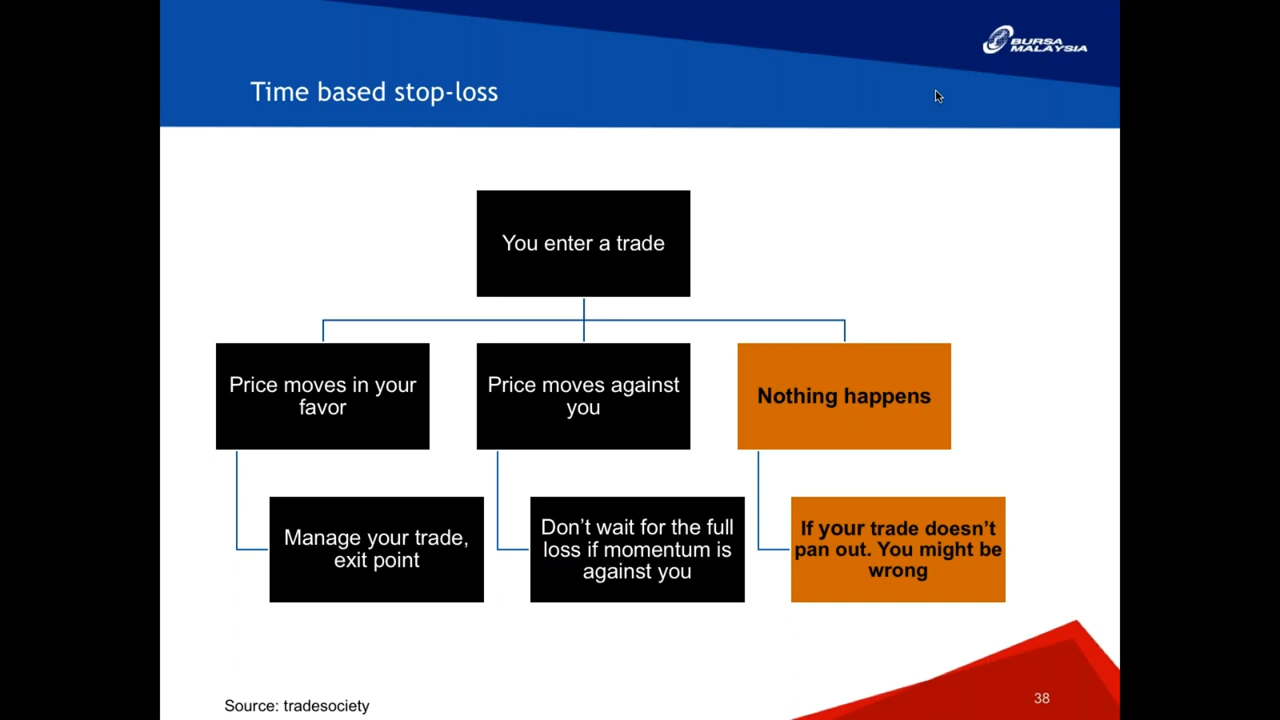 BURSA
MALAYSIA
Time based stop-loss
You enter a trade
Price moves in your
favor
Price moves against
you
Nothing happens
Manage your trade,
exit point
Don’t wait for the full
loss if momentum is
against you
If your trade doesn’t
pan out. You might be
wrong
Source: tradesociety
38